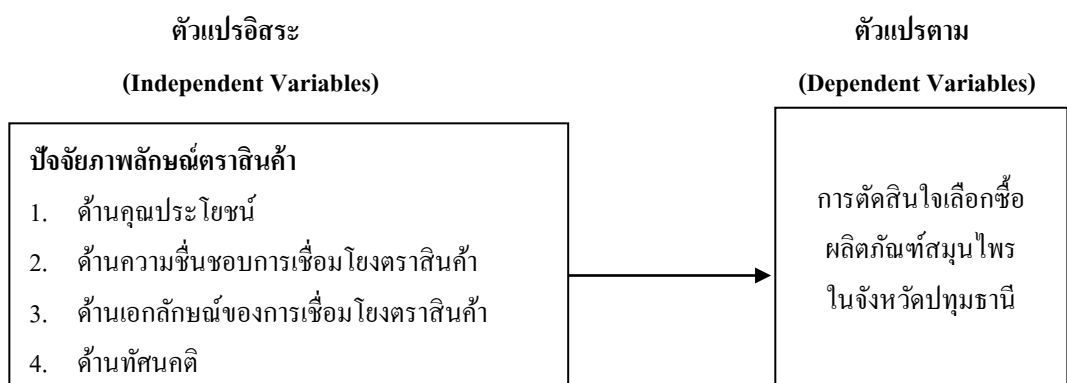 ตัวแปรอิสระ
(Independent Variables)
ปัจจัยภาพลักษณ์ตราสินค้า
1. ด้านคุณประโยชน์
2. ด้านความชื่นชอบการเชื่อมโยงตราสินค้า
3. ด้านเอกลักษณ์ของการเชื่อมโยงตราสินค้า
4. ด้านทัศนคติ
ตัวแปรตาม
(Dependent Variables)
การตัดสินใจเลือกซื้อ
ผลิตภัณฑ์สมุนไพร
ในจังหวัดปทุมธานี